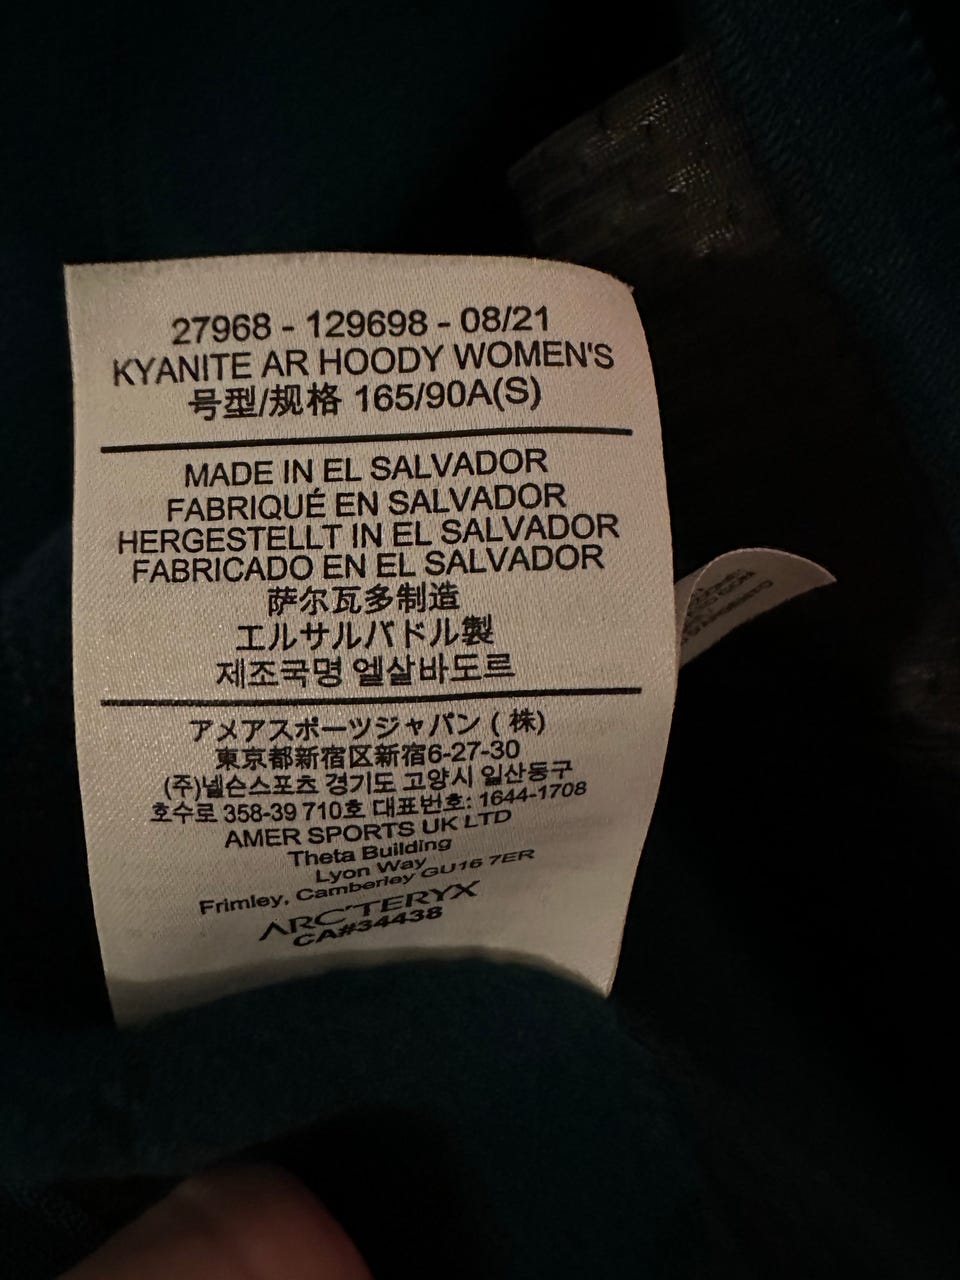 27968 - 129698 - 08/21
KYANITE AR HOODY WOMEN'S
号型/规格 165/90A(S)
MADE IN EL SALVADOR
FABRIQUÉ EN SALVADOR
HERGESTELLT IN EL SALVADOR
FABRICADO EN EL SALVADOR
萨尔瓦多制造
エルサルバドル製
제조국명 엘살바도르
アメアスポーツジャパン ( 株)
東京都新宿区新宿6-27-30
(주)넬슨스포츠 경기도 고양시 일산동구
호수로 358-39 710호 대표번호: 1644-1708
AMER SPORTS UK LTD
Theta Building
Lyon Way
Frimley, Camberley GU16 7ER
ARC'TERYX
CA#34438